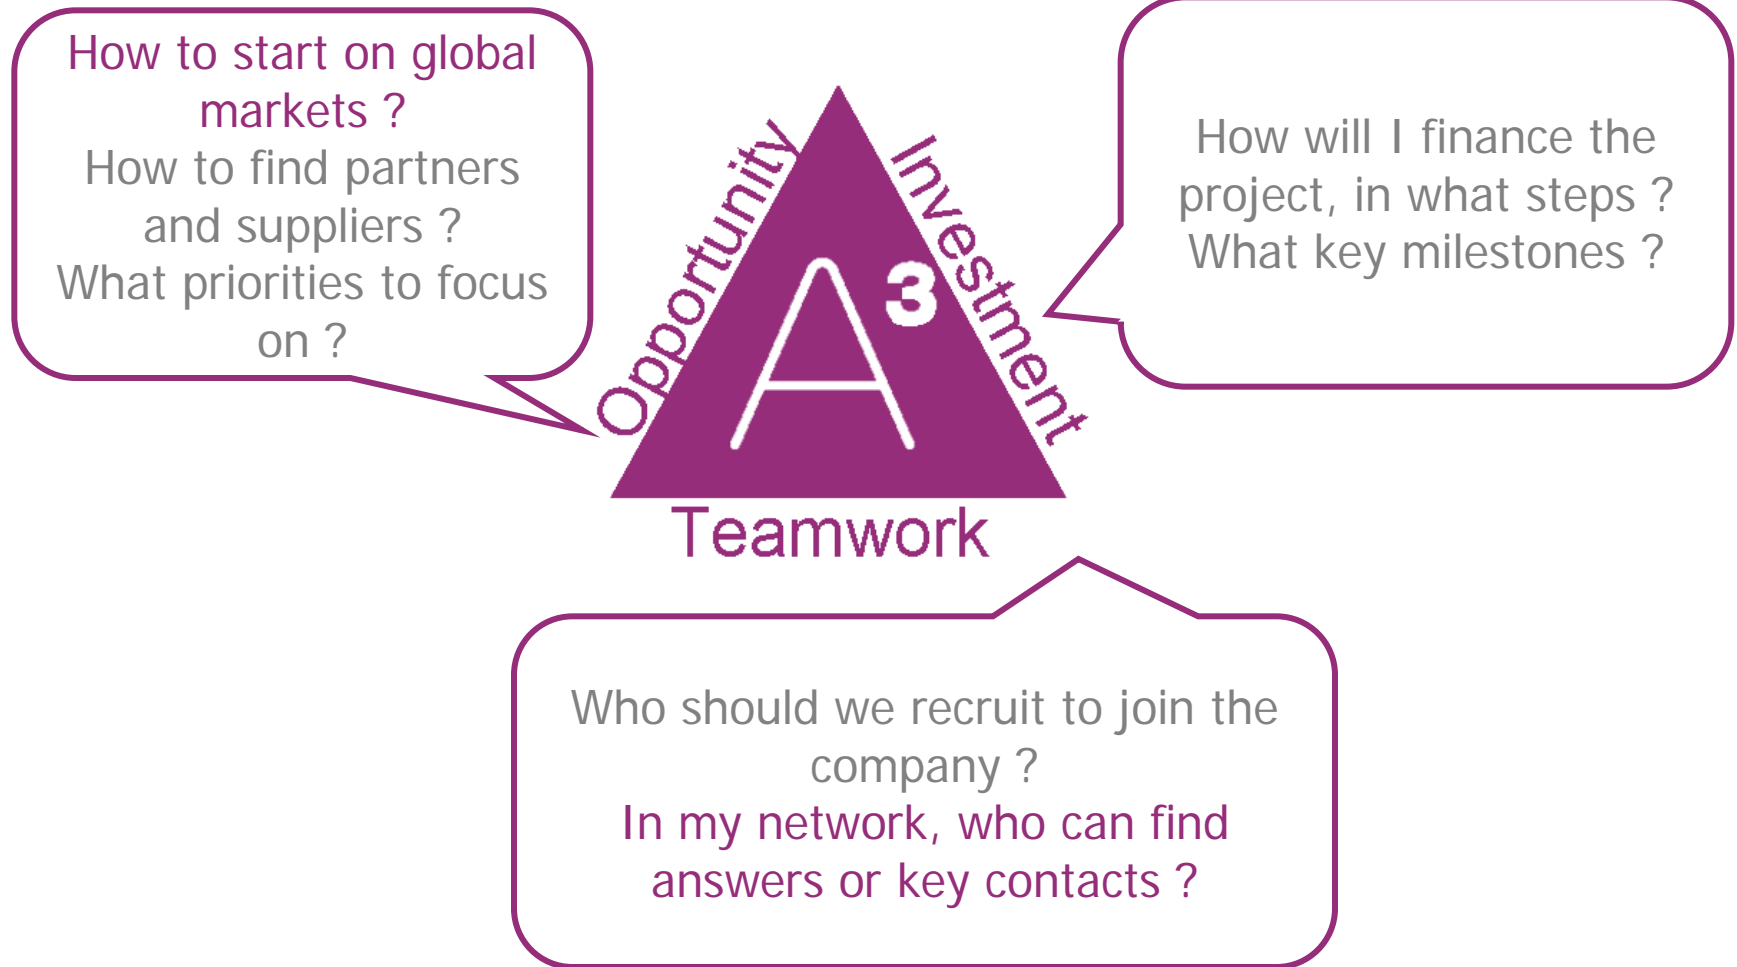 How to start on global
markets ?
How to find partners
and suppliers ?
What priorities to focus
on ?
Opportunity
Investment
A³
Teamwork
How will I finance the
project, in what steps ?
What key milestones ?
Who should we recruit to join the
company ?
In my network, who can find
answers or key contacts ?